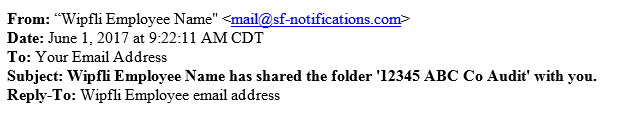 From: “Wipfli Employee Name" <mail@sf-notifications.com>
Date: June 1, 2017 at 9:22:11 AM CDT
To: Your Email Address
Subject: Wipfli Employee Name has shared the folder '12345 ABC Co Audit' with you.
Reply-To: Wipfli Employee email address